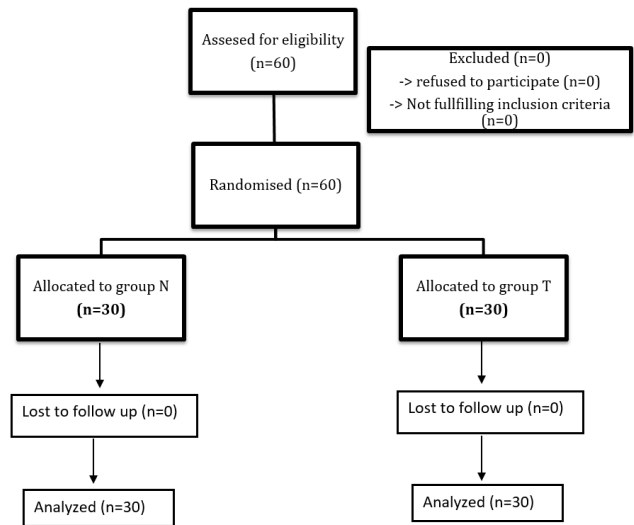 Assesed for eligibility
(n=60)
Excluded (n=0)
-> refused to participate (n=0)
-> Not fullfilling inclusion criteria
(n=0)
Randomised (n=60)
Allocated to group N
(n=30)
Allocated to group T
(n=30)
Lost to follow up (n=0)
Lost to follow up (n=0)
Analyzed (n=30)
Analyzed (n=30)